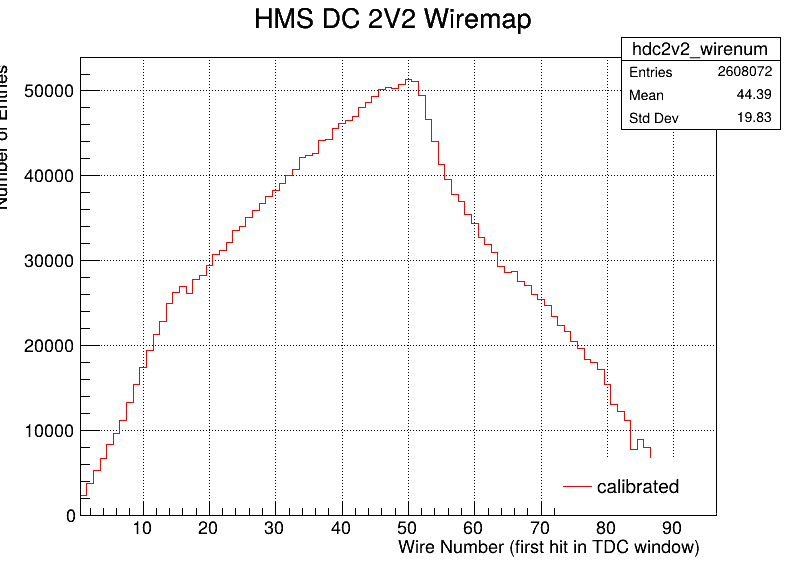 HMS DC 2V2 Wiremap
hdc2v2_wirenum
Entries 2608072
Mean 44.39
Std Dev 19.83
Number of Entries
50000
40000
30000
20000
10000
0
calibrated
10 20 30 40 50 60 70 80 90
Wire Number (first hit in TDC window)